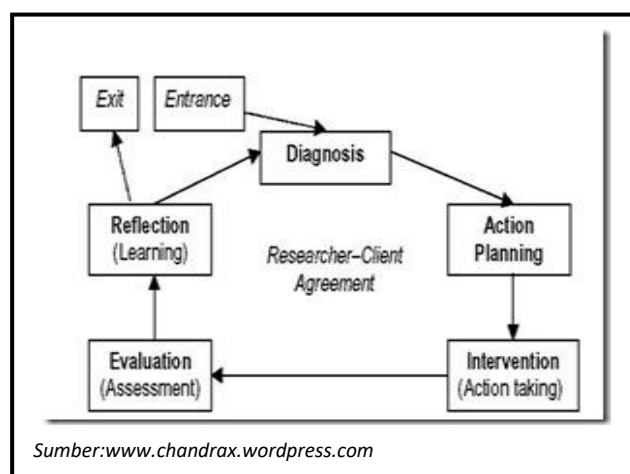 Exit
Entrance
Diagnosis
Reflection
(Learning)
Action
Planning
Researcher–Client
Agreement
Evaluation
(Assessment)
Intervention
(Action taking)
Sumber:www.chandrax.wordpress.com